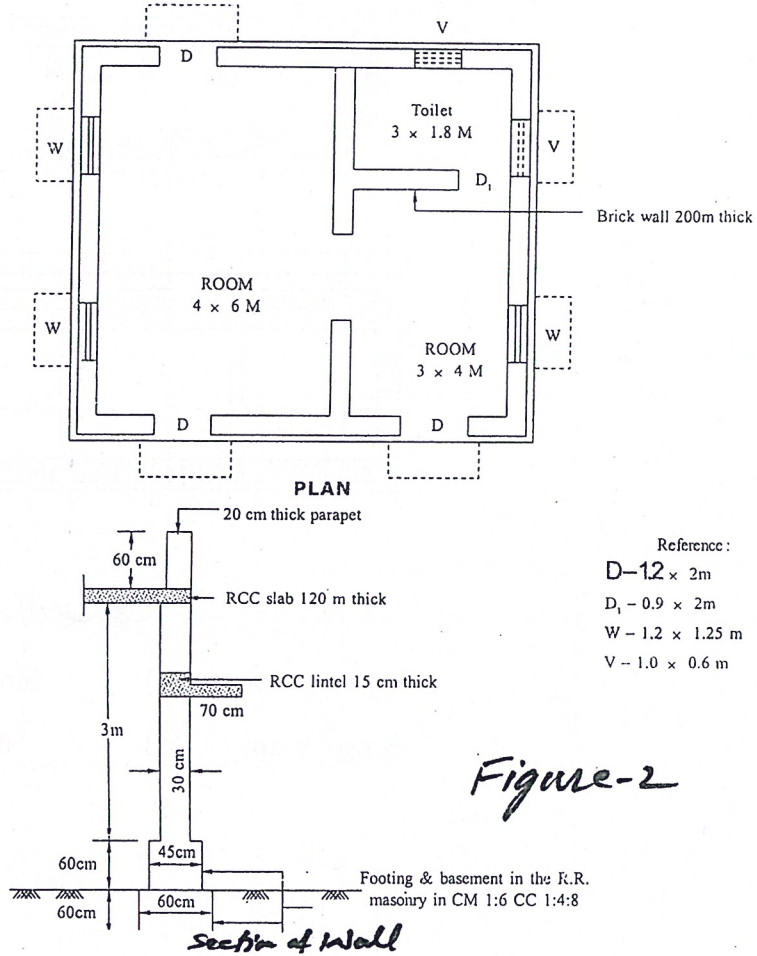 V
D
Toilet
3 × 1.8 M
W
V
D₁
Brick wall 200m thick
ROOM
4 × 6 M
W
W
ROOM
3 × 4 M
D
D
PLAN
20 cm thick parapet
60 cm
Reference :
D–1.2 × 2m
RCC slab 120 m thick
D₁ – 0.9 × 2m
W – 1.2 × 1.25 m
V – 1.0 × 0.6 m
RCC lintel 15 cm thick
70 cm
3m
30 cm
Figure-2
60cm
45cm
Footing & basement in the R.R.
masonry in CM 1:6 CC 1:4:8
60cm
60cm
Section of Wall